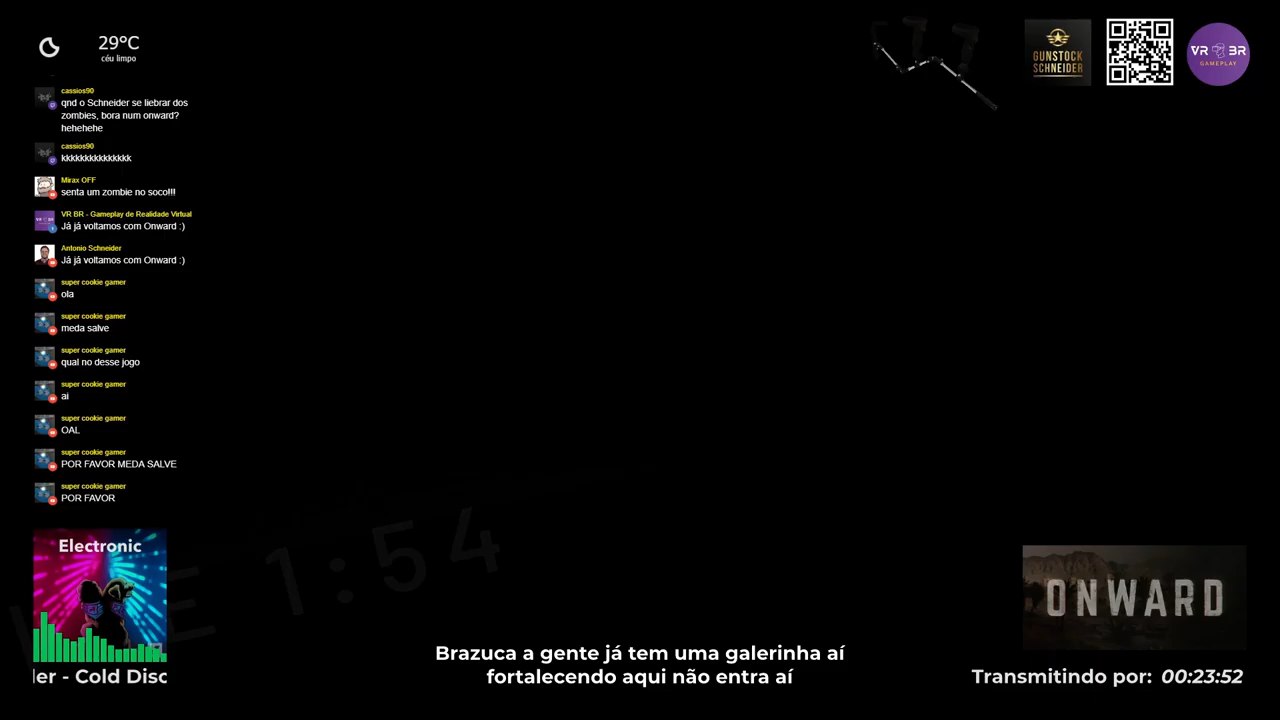 29°C
céu limpo
GUNSTOCK
SCHNEIDER
VR BR
GAMEPLAY
cassios90
qnd o Schneider se liebrar dos
zombies, bora num onward?
hehehehe
cassios90
kkkkkkkkkkkkkkk
Mirax OFF
senta um zombie no soco!!!
VR BR - Gameplay de Realidade Virtual
Já já voltamos com Onward :)
Antonio Schneider
Já já voltamos com Onward :)
super cookie gamer
ola
super cookie gamer
meda salve
super cookie gamer
qual no desse jogo
super cookie gamer
ai
super cookie gamer
OAL
super cookie gamer
POR FAVOR MEDA SALVE
super cookie gamer
POR FAVOR
Electronic
1:54
ONWARD
Brazuca a gente já tem uma galerinha aí
fortalecendo aqui não entra aí
ler - Cold Disc
Transmitindo por: 00:23:52